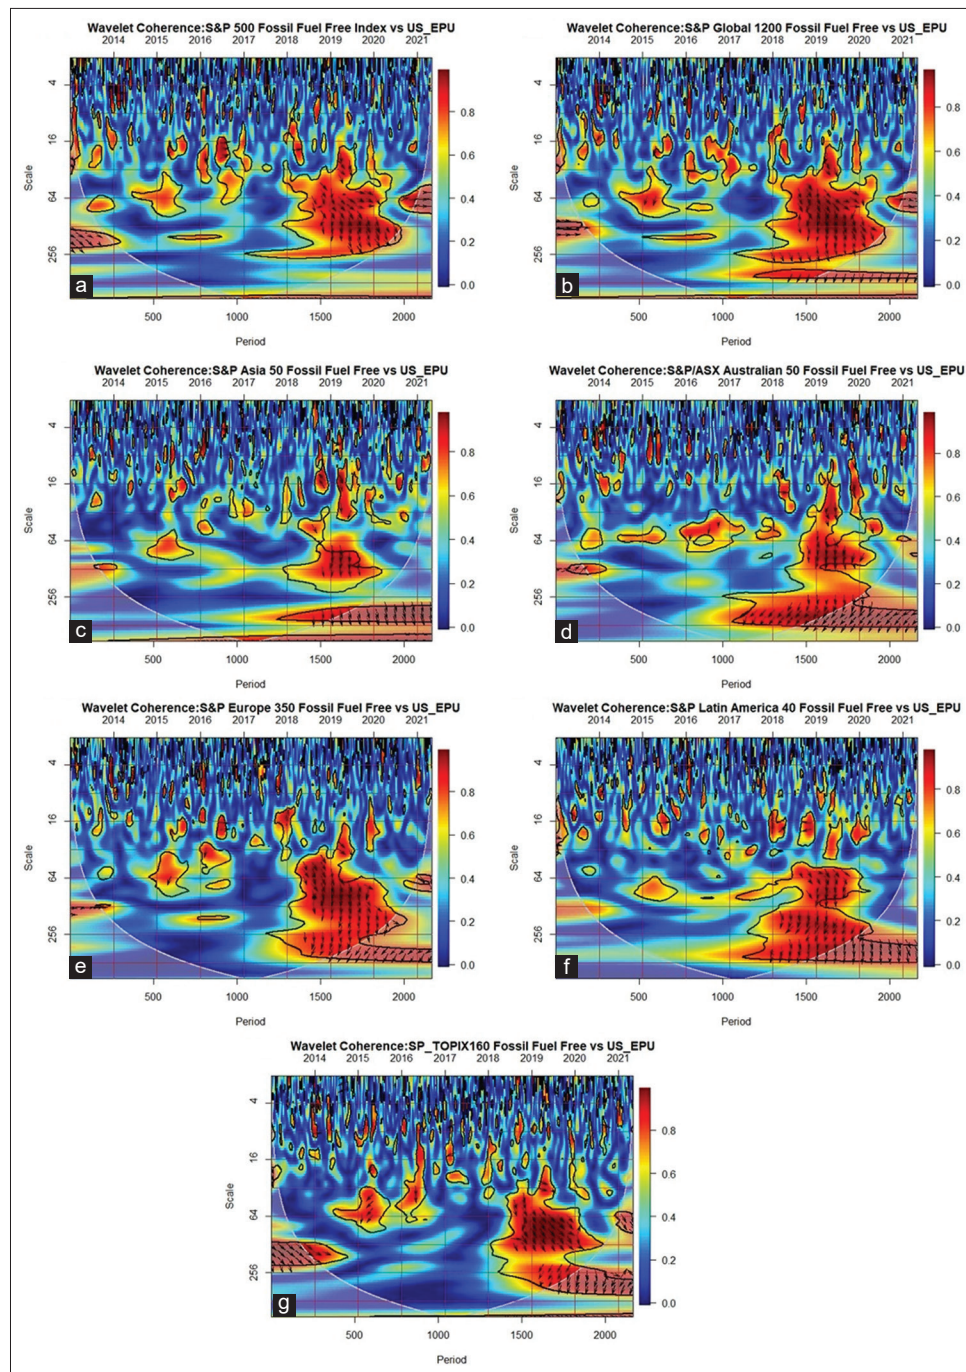 Wavelet Coherence:S&P 500 Fossil Fuel Free Index vs US_EPU
2014 2015 2016 2017 2018 2019 2020 2021
Scale
4
16
64
256
0.8
0.6
0.4
0.2
0.0
a
500 1000 1500 2000
Period
Wavelet Coherence:S&P Global 1200 Fossil Fuel Free vs US_EPU
2014 2015 2016 2017 2018 2019 2020 2021
Scale
4
16
64
256
0.8
0.6
0.4
0.2
0.0
b
500 1000 1500 2000
Period
Wavelet Coherence:S&P Asia 50 Fossil Fuel Free vs US_EPU
2014 2015 2016 2017 2018 2019 2020 2021
Scale
4
16
64
256
0.8
0.6
0.4
0.2
0.0
c
500 1000 1500 2000
Period
Wavelet Coherence:S&P/ASX Australian 50 Fossil Fuel Free vs US_EPU
2014 2015 2016 2017 2018 2019 2020 2021
Scale
4
16
64
256
0.8
0.6
0.4
0.2
0.0
d
500 1000 1500 2000
Period
Wavelet Coherence:S&P Europe 350 Fossil Fuel Free vs US_EPU
2014 2015 2016 2017 2018 2019 2020 2021
Scale
4
16
64
256
0.8
0.6
0.4
0.2
0.0
e
500 1000 1500 2000
Period
Wavelet Coherence:S&P Latin America 40 Fossil Fuel Free vs US_EPU
2014 2015 2016 2017 2018 2019 2020 2021
Scale
4
16
64
256
0.8
0.6
0.4
0.2
0.0
f
500 1000 1500 2000
Period
Wavelet Coherence:SP_TOPIX160 Fossil Fuel Free vs US_EPU
2014 2015 2016 2017 2018 2019 2020 2021
Scale
4
16
64
256
0.8
0.6
0.4
0.2
0.0
g
500 1000 1500 2000
Period